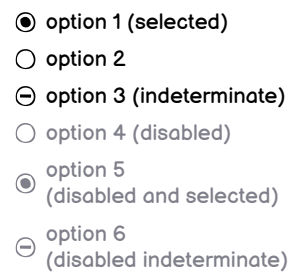 option 1 (selected)
option 2
option 3 (indeterminate)
option 4 (disabled)
option 5
(disabled and selected)
option 6
(disabled indeterminate)